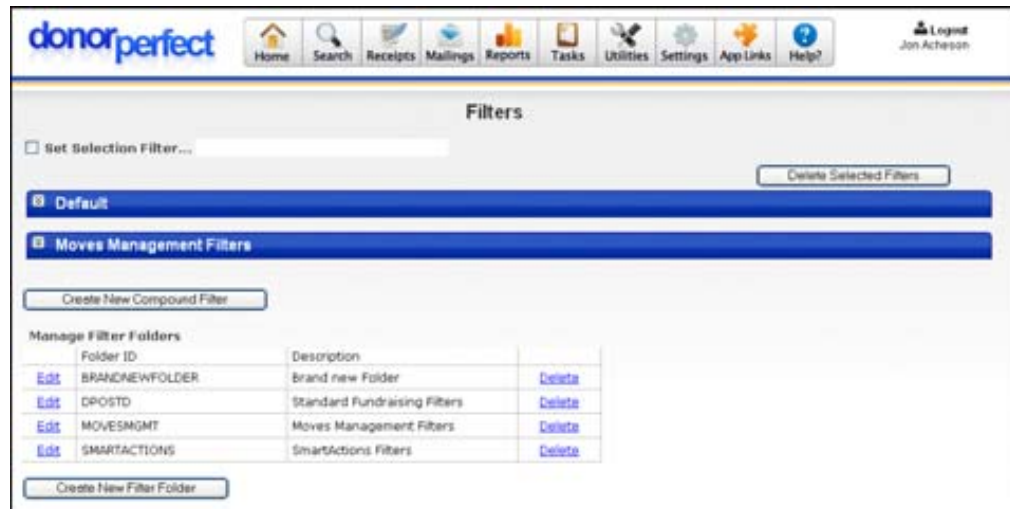 donorperfect
Home Search Receipts Mailings Reports Tasks Utilities Settings App Links Help?
Logout
Jon Acheson
Filters
Set Selection Filter...
Delete Selected Filters
Default
Moves Management Filters
Create New Compound Filter
Manage Filter Folders
Folder ID Description
Edit BRANDNEWFOLDER Brand new Folder Delete
Edit DPOSTD Standard Fundraising Filters Delete
Edit MOVESMGMT Moves Management Filters Delete
Edit SMARTACTIONS SmartActions Filters Delete
Create New Filter Folder